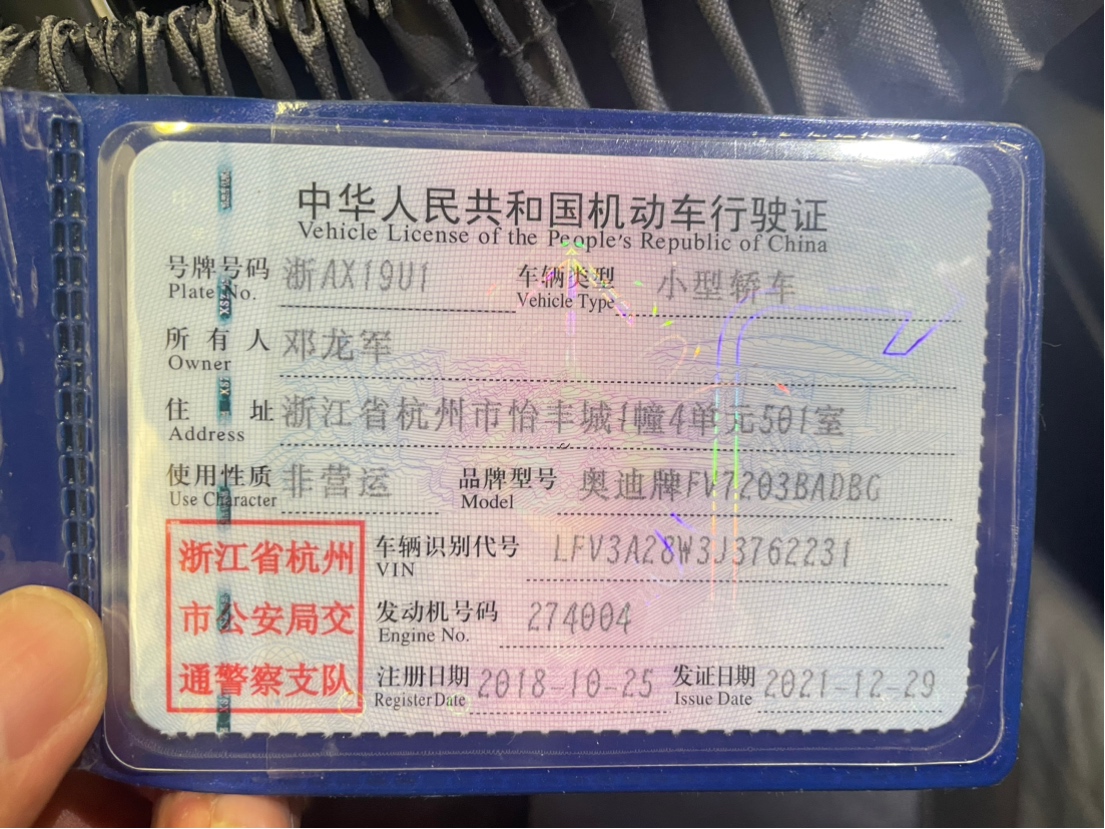 中华人民共和国机动车行驶证
Vehicle License of the People's Republic of China
号牌号码 浙AX19U1 车辆类型 小型轿车
Plate No. Vehicle Type
所有人 邓龙军
Owner
住址 浙江省杭州市怡丰城1幢4单元501室
Address
使用性质 非营运 品牌型号 奥迪牌FV7203BADBG
Use Character Model
浙江省杭州
市公安局交
通警察支队
车辆识别代号 LFV3A28W3J3762231
VIN
发动机号码 274004
Engine No.
注册日期 2018-10-25 发证日期 2021-12-29
Register Date Issue Date